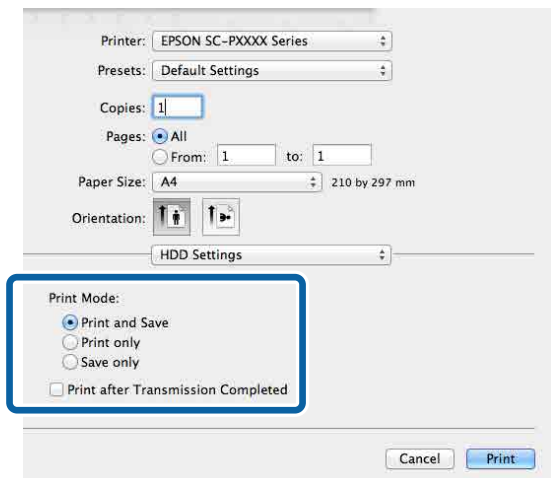 Printer: EPSON SC-PXXXX Series
Presets: Default Settings
Copies: 1
Pages: All
From: 1 to: 1
Paper Size: A4 210 by 297 mm
Orientation:
HDD Settings
Print Mode:
Print and Save
Print only
Save only
Print after Transmission Completed
Cancel Print